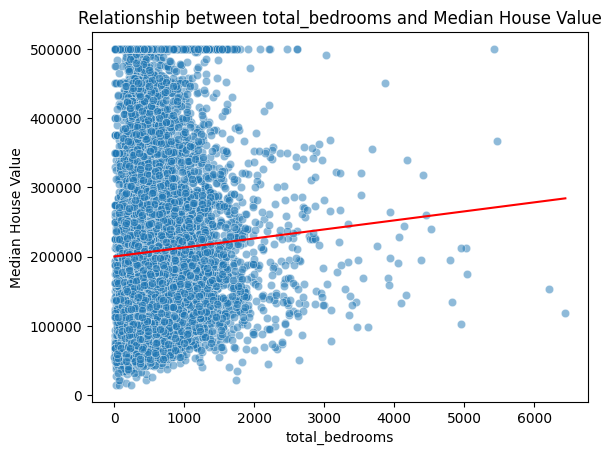 Relationship between total_bedrooms and Median House Value
500000
400000
300000
200000
100000
0
Median House Value
0 1000 2000 3000 4000 5000 6000
total_bedrooms